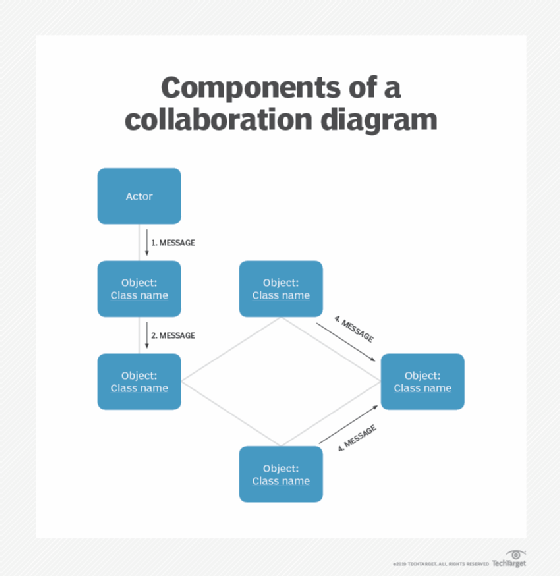 Components of a
collaboration diagram
Actor
1. MESSAGE
Object:
Class name
Object:
Class name
2. MESSAGE
4. MESSAGE
Object:
Class name
Object:
Class name
4. MESSAGE
Object:
Class name
©2019 TECHTARGET. ALL RIGHTS RESERVED
TechTarget